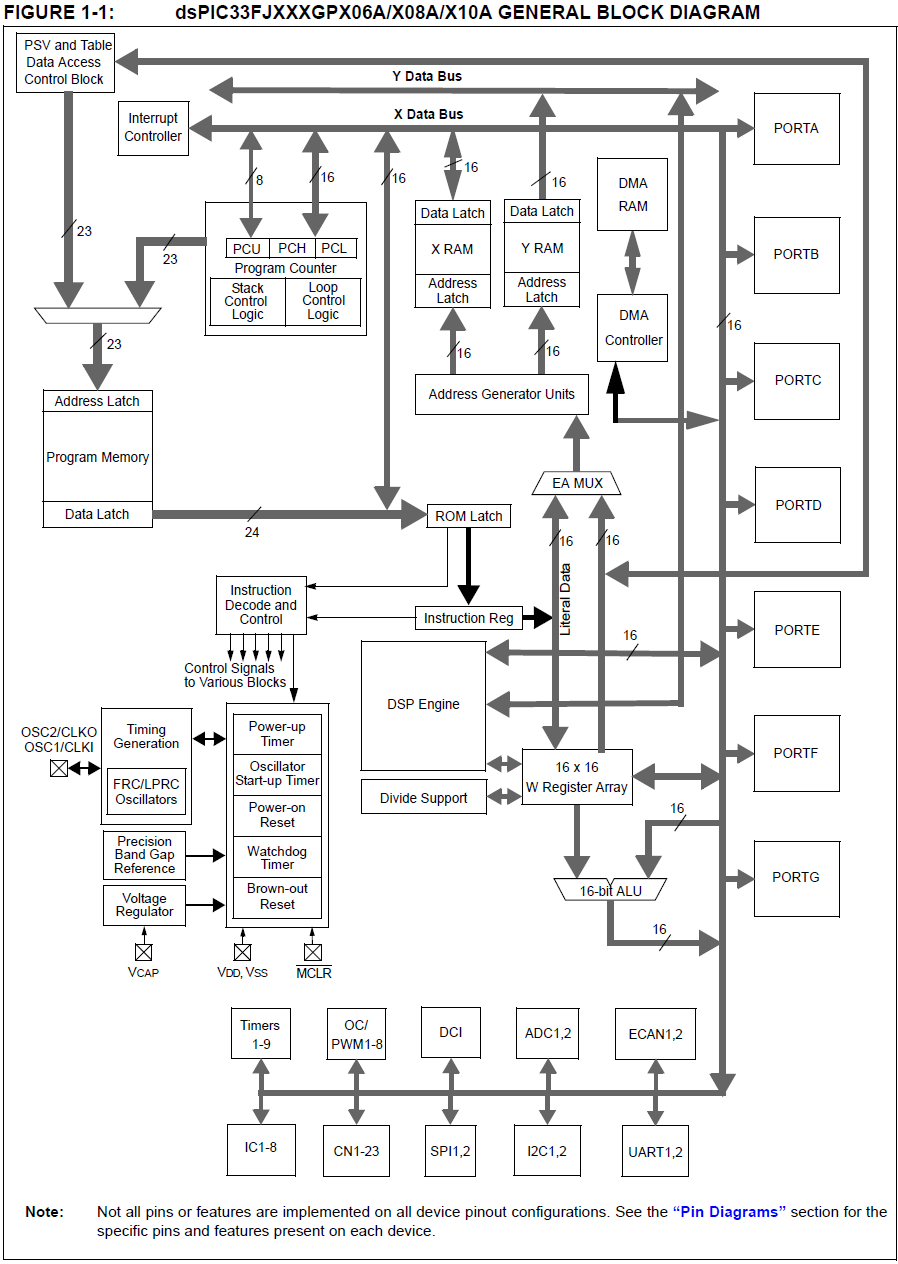 FIGURE 1-1: dsPIC33FJXXXGPX06A/X08A/X10A GENERAL BLOCK DIAGRAM
PSV and Table
Data Access
Control Block
Y Data Bus
X Data Bus
Interrupt
Controller
PORTA
8
16
16
16
16
DMA
RAM
23
23
PCU
PCH
PCL
Program Counter
Stack
Control
Logic
Loop
Control
Logic
Data Latch
X RAM
Address
Latch
Data Latch
Y RAM
Address
Latch
PORTB
DMA
Controller
16
23
16
16
PORTC
Address Generator Units
Address Latch
Program Memory
Data Latch
EA MUX
PORTD
24
ROM Latch
16
16
Literal Data
Instruction
Decode and
Control
Instruction Reg
PORTE
16
Control Signals
to Various Blocks
DSP Engine
OSC2/CLKO
OSC1/CLKI
Timing
Generation
FRC/LPRC
Oscillators
Power-up
Timer
Oscillator
Start-up Timer
Power-on
Reset
Watchdog
Timer
Brown-out
Reset
PORTF
16 x 16
W Register Array
Divide Support
16
Precision
Band Gap
Reference
Voltage
Regulator
16-bit ALU
PORTG
16
VCAP
VDD, VSS
MCLR
Timers
1-9
OC/
PWM1-8
DCI
ADC1,2
ECAN1,2
IC1-8
CN1-23
SPI1,2
I2C1,2
UART1,2
Note: Not all pins or features are implemented on all device pinout configurations. See the “Pin Diagrams” section for the
specific pins and features present on each device.